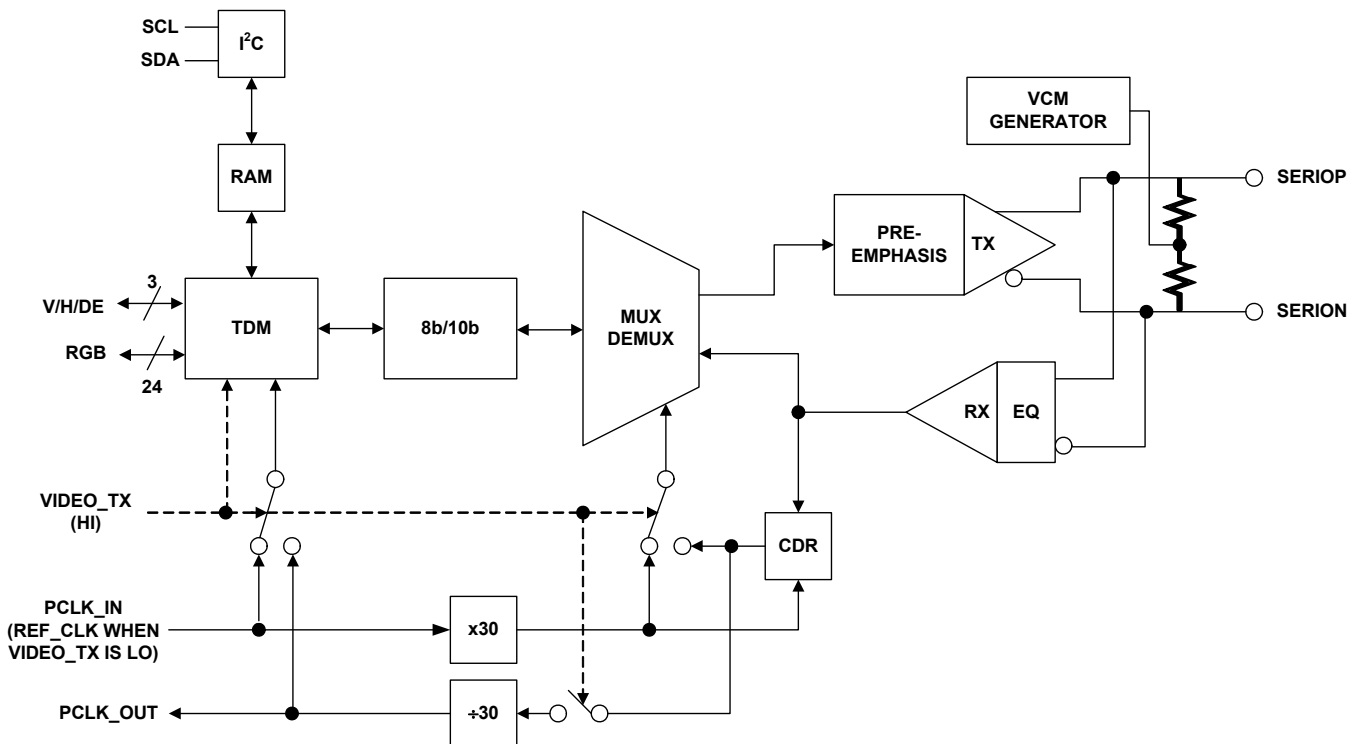 SCL
SDA
I²C
RAM
VCM
GENERATOR
SERIOP
SERION
PRE-
EMPHASIS
TX
V/H/DE
3
RGB
24
TDM
8b/10b
MUX
DEMUX
RX
EQ
VIDEO_TX
(HI)
CDR
PCLK_IN
(REF_CLK WHEN
VIDEO_TX IS LO)
x30
PCLK_OUT
÷30